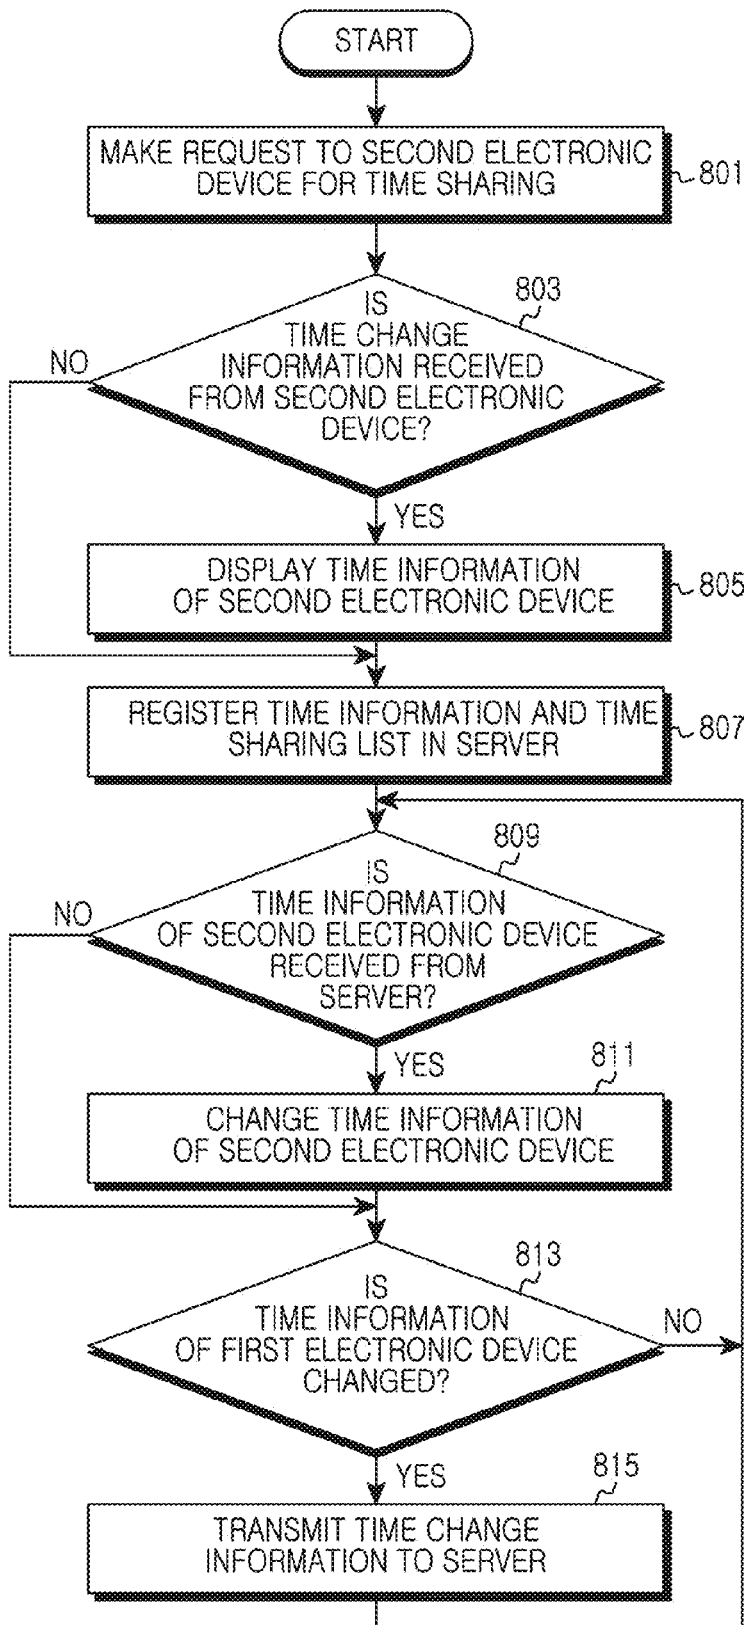 START
MAKE REQUEST TO SECOND ELECTRONIC
DEVICE FOR TIME SHARING
801
803
IS
TIME CHANGE
INFORMATION RECEIVED
FROM SECOND ELECTRONIC
DEVICE?
NO
YES
DISPLAY TIME INFORMATION
OF SECOND ELECTRONIC DEVICE
805
REGISTER TIME INFORMATION AND TIME
SHARING LIST IN SERVER
807
809
IS
TIME INFORMATION
OF SECOND ELECTRONIC DEVICE
RECEIVED FROM
SERVER?
NO
YES
811
CHANGE TIME INFORMATION
OF SECOND ELECTRONIC DEVICE
813
IS
TIME INFORMATION
OF FIRST ELECTRONIC DEVICE
CHANGED?
NO
YES
815
TRANSMIT TIME CHANGE
INFORMATION TO SERVER